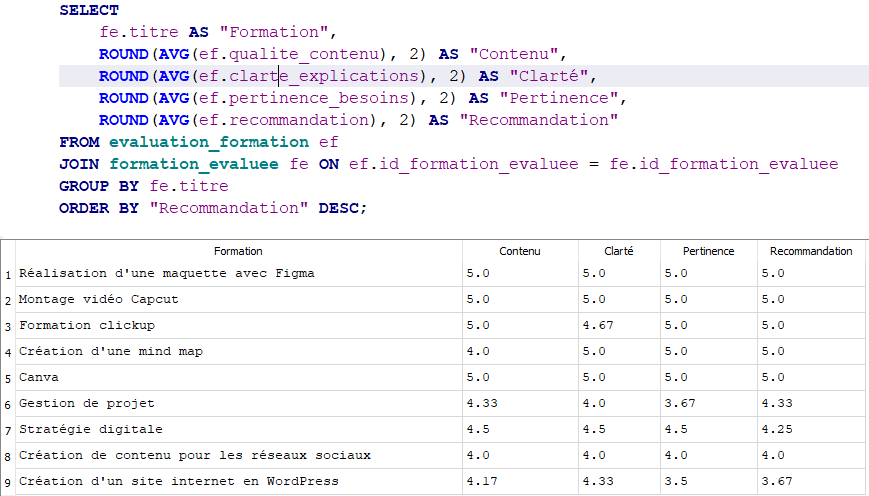 SELECT
fe.titre AS "Formation",
ROUND(AVG(ef.qualite_contenu), 2) AS "Contenu",
ROUND(AVG(ef.clarte_explications), 2) AS "Clarté",
ROUND(AVG(ef.pertinence_besoins), 2) AS "Pertinence",
ROUND(AVG(ef.recommandation), 2) AS "Recommandation"
FROM evaluation_formation ef
JOIN formation_evaluee fe ON ef.id_formation_evaluee = fe.id_formation_evaluee
GROUP BY fe.titre
ORDER BY "Recommandation" DESC;
Formation Contenu Clarté Pertinence Recommandation
1 Réalisation d'une maquette avec Figma 5.0 5.0 5.0 5.0
2 Montage vidéo Capcut 5.0 5.0 5.0 5.0
3 Formation clickup 5.0 4.67 5.0 5.0
4 Création d'une mind map 4.0 5.0 5.0 5.0
5 Canva 5.0 5.0 5.0 5.0
6 Gestion de projet 4.33 4.0 3.67 4.33
7 Stratégie digitale 4.5 4.5 4.5 4.25
8 Création de contenu pour les réseaux sociaux 4.0 4.0 4.0 4.0
9 Création d'un site internet en WordPress 4.17 4.33 3.5 3.67